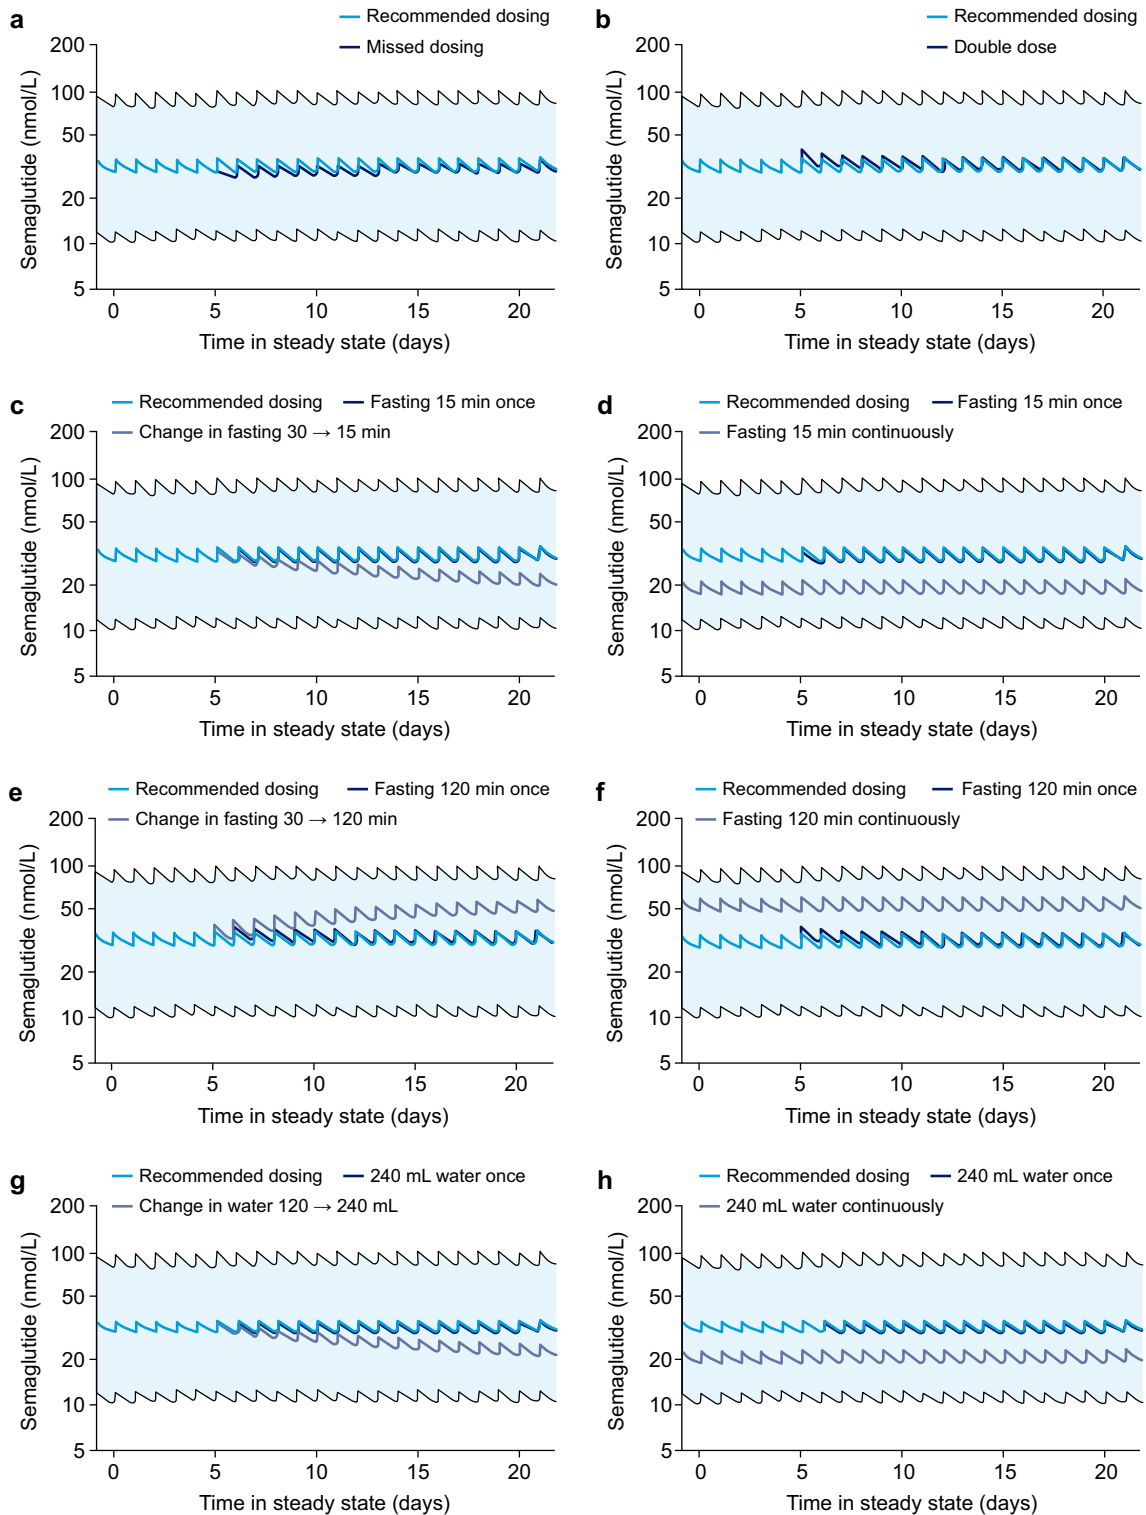 a
Recommended dosing
Missed dosing
200
100
50
20
10
5
Semaglutide (nmol/L)
0 5 10 15 20
Time in steady state (days)
b
Recommended dosing
Double dose
200
100
50
20
10
5
Semaglutide (nmol/L)
0 5 10 15 20
Time in steady state (days)
c
Recommended dosing Fasting 15 min once
Change in fasting 30 → 15 min
200
100
50
20
10
5
Semaglutide (nmol/L)
0 5 10 15 20
Time in steady state (days)
d
Recommended dosing Fasting 15 min once
Fasting 15 min continuously
200
100
50
20
10
5
Semaglutide (nmol/L)
0 5 10 15 20
Time in steady state (days)
e
Recommended dosing Fasting 120 min once
Change in fasting 30 → 120 min
200
100
50
20
10
5
Semaglutide (nmol/L)
0 5 10 15 20
Time in steady state (days)
f
Recommended dosing Fasting 120 min once
Fasting 120 min continuously
200
100
50
20
10
5
Semaglutide (nmol/L)
0 5 10 15 20
Time in steady state (days)
g
Recommended dosing 240 mL water once
Change in water 120 → 240 mL
200
100
50
20
10
5
Semaglutide (nmol/L)
0 5 10 15 20
Time in steady state (days)
h
Recommended dosing 240 mL water once
240 mL water continuously
200
100
50
20
10
5
Semaglutide (nmol/L)
0 5 10 15 20
Time in steady state (days)